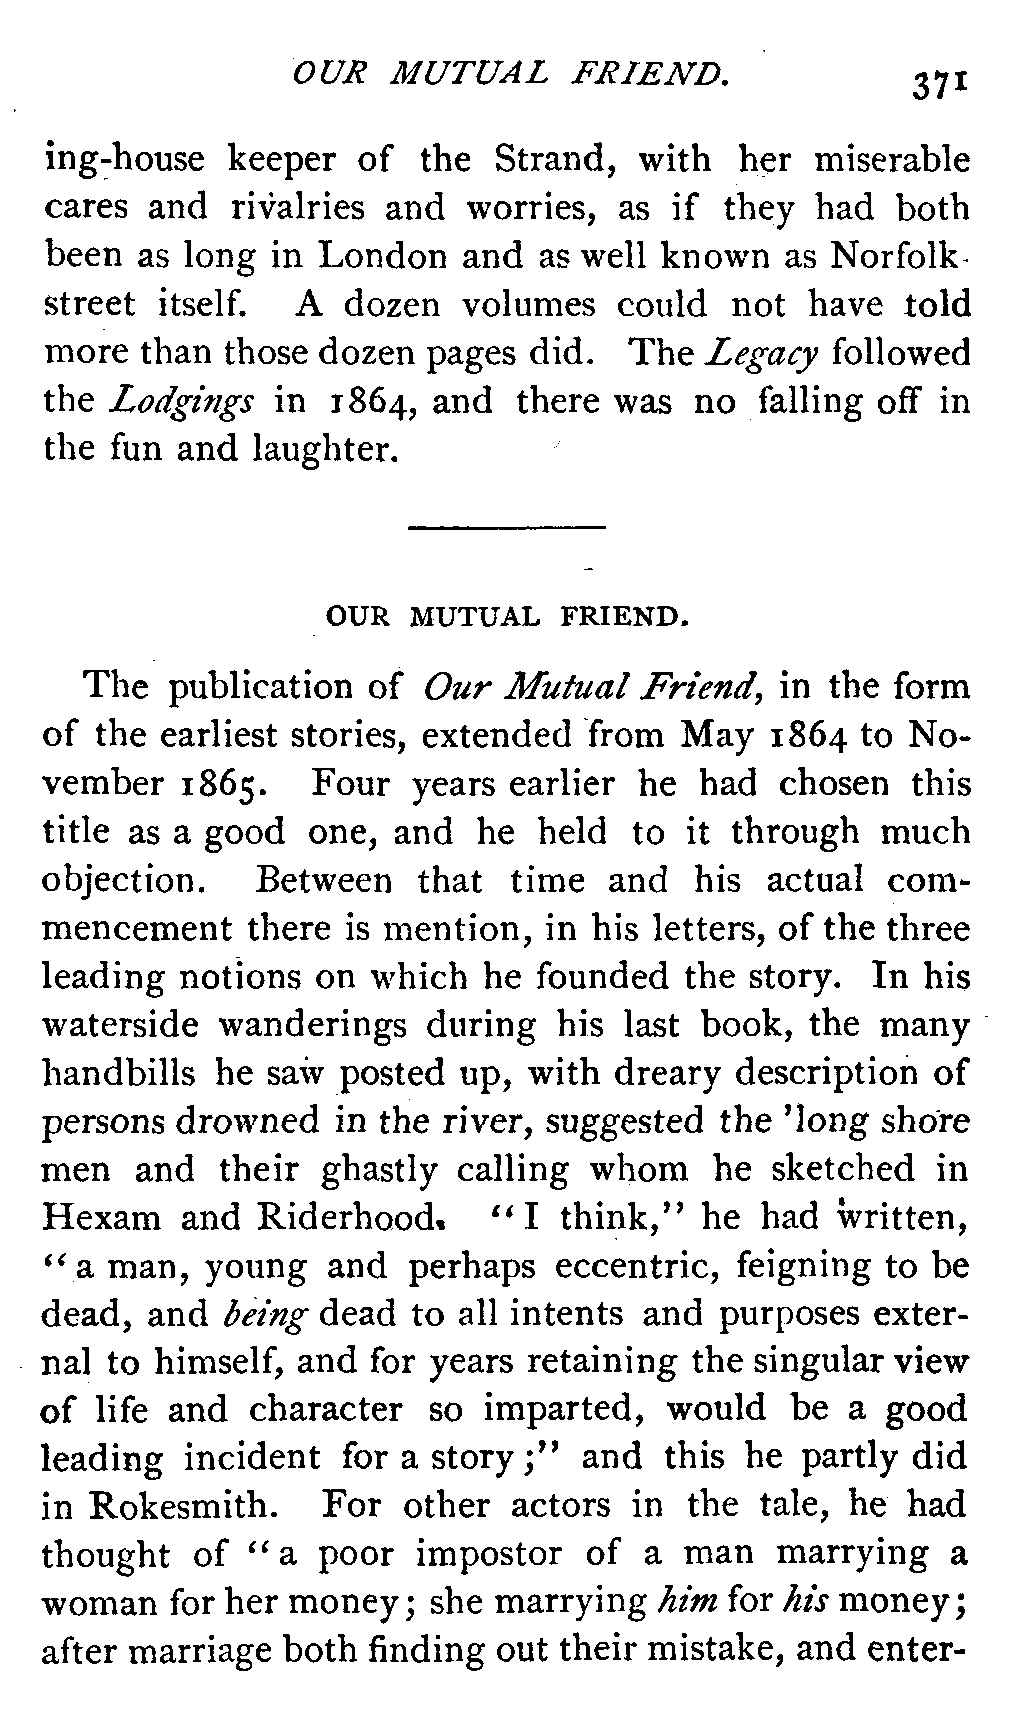 OUR MUTUAL FRIEND. 371
ing-house keeper of the Strand, with her miserable
cares and rivalries and worries, as if they had both
been as long in London and as well known as Norfolk-
street itself. A dozen volumes could not have told
more than those dozen pages did. The Legacy followed
the Lodgings in 1864, and there was no falling off in
the fun and laughter.
OUR MUTUAL FRIEND.
The publication of Our Mutual Friend, in the form
of the earliest stories, extended from May 1864 to No-
vember 1865. Four years earlier he had chosen this
title as a good one, and he held to it through much
objection. Between that time and his actual com-
mencement there is mention, in his letters, of the three
leading notions on which he founded the story. In his
waterside wanderings during his last book, the many
handbills he saw posted up, with dreary description of
persons drowned in the river, suggested the 'long shore
men and their ghastly calling whom he sketched in
Hexam and Riderhood. "I think," he had written,
"a man, young and perhaps eccentric, feigning to be
dead, and being dead to all intents and purposes exter-
nal to himself, and for years retaining the singular view
of life and character so imparted, would be a good
leading incident for a story;" and this he partly did
in Rokesmith. For other actors in the tale, he had
thought of "a poor impostor of a man marrying a
woman for her money; she marrying him for his money;
after marriage both finding out their mistake, and enter-